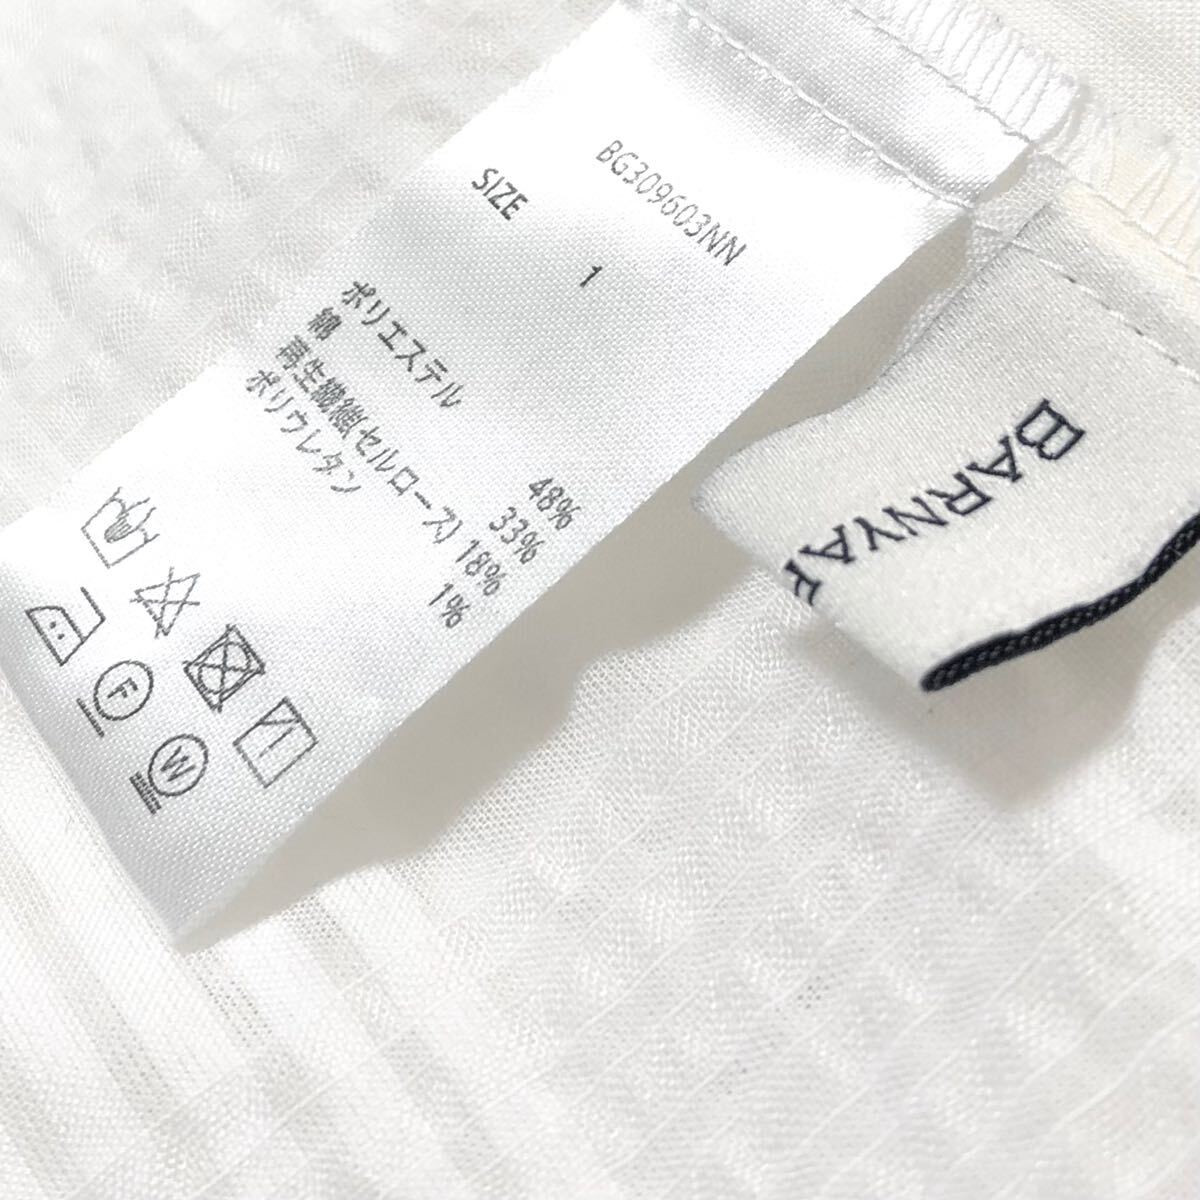 BG309603NN
SIZE 1
ポリエステル 48%
綿 33%
再生繊維(セルロース) 18%
ポリウレタン 1%
F
W
BARNYAR